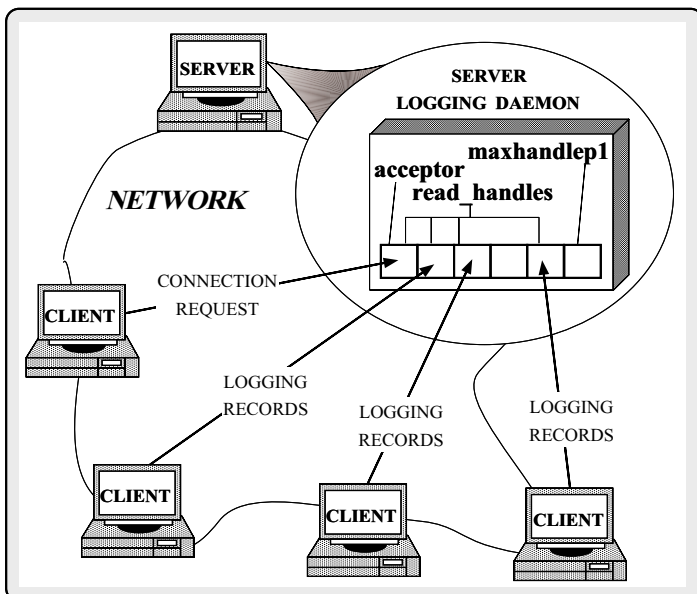 SERVER
SERVER
LOGGING DAEMON
maxhandlep1
acceptor
read_handles
NETWORK
CONNECTION
REQUEST
CLIENT
LOGGING
RECORDS
LOGGING
RECORDS
LOGGING
RECORDS
CLIENT
CLIENT
CLIENT